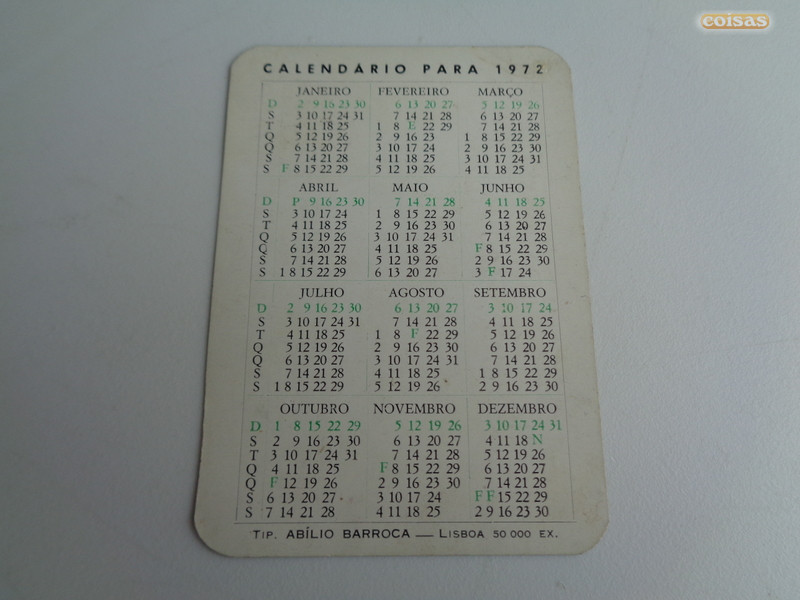 coisas
CALENDÁRIO PARA 1972
JANEIRO FEVEREIRO MARÇO
D 2 9 16 23 30 6 13 20 27 5 12 19 26
S 3 10 17 24 31 7 14 21 28 6 13 20 27
T 4 11 18 25 1 8 E 22 29 7 14 21 28
Q 5 12 19 26 2 9 16 23 1 8 15 22 29
Q 6 13 20 27 3 10 17 24 2 9 16 23 30
S 7 14 21 28 4 11 18 25 3 10 17 24 31
S F 8 15 22 29 5 12 19 26 4 11 18 25
ABRIL MAIO JUNHO
D P 9 16 23 30 7 14 21 28 4 11 18 25
S 3 10 17 24 1 8 15 22 29 5 12 19 26
T 4 11 18 25 2 9 16 23 30 6 13 20 27
Q 5 12 19 26 3 10 17 24 31 7 14 21 28
Q 6 13 20 27 4 11 18 25 F 8 15 22 29
S 7 14 21 28 5 12 19 26 2 9 16 23 30
S 1 8 15 22 29 6 13 20 27 3 F 17 24
JULHO AGOSTO SETEMBRO
D 2 9 16 23 30 6 13 20 27 3 10 17 24
S 3 10 17 24 31 7 14 21 28 4 11 18 25
T 4 11 18 25 1 8 F 22 29 5 12 19 26
Q 5 12 19 26 2 9 16 23 30 6 13 20 27
Q 6 13 20 27 3 10 17 24 31 7 14 21 28
S 7 14 21 28 4 11 18 25 1 8 15 22 29
S 1 8 15 22 29 5 12 19 26 2 9 16 23 30
OUTUBRO NOVEMBRO DEZEMBRO
D 1 8 15 22 29 5 12 19 26 3 10 17 24 31
S 2 9 16 23 30 6 13 20 27 4 11 18 N
T 3 10 17 24 31 7 14 21 28 5 12 19 26
Q 4 11 18 25 F 8 15 22 29 6 13 20 27
Q F 12 19 26 2 9 16 23 30 7 14 21 28
S 6 13 20 27 3 10 17 24 F F 15 22 29
S 7 14 21 28 4 11 18 25 2 9 16 23 30
TIP. ABÍLIO BARROCA — LISBOA 50 000 EX.